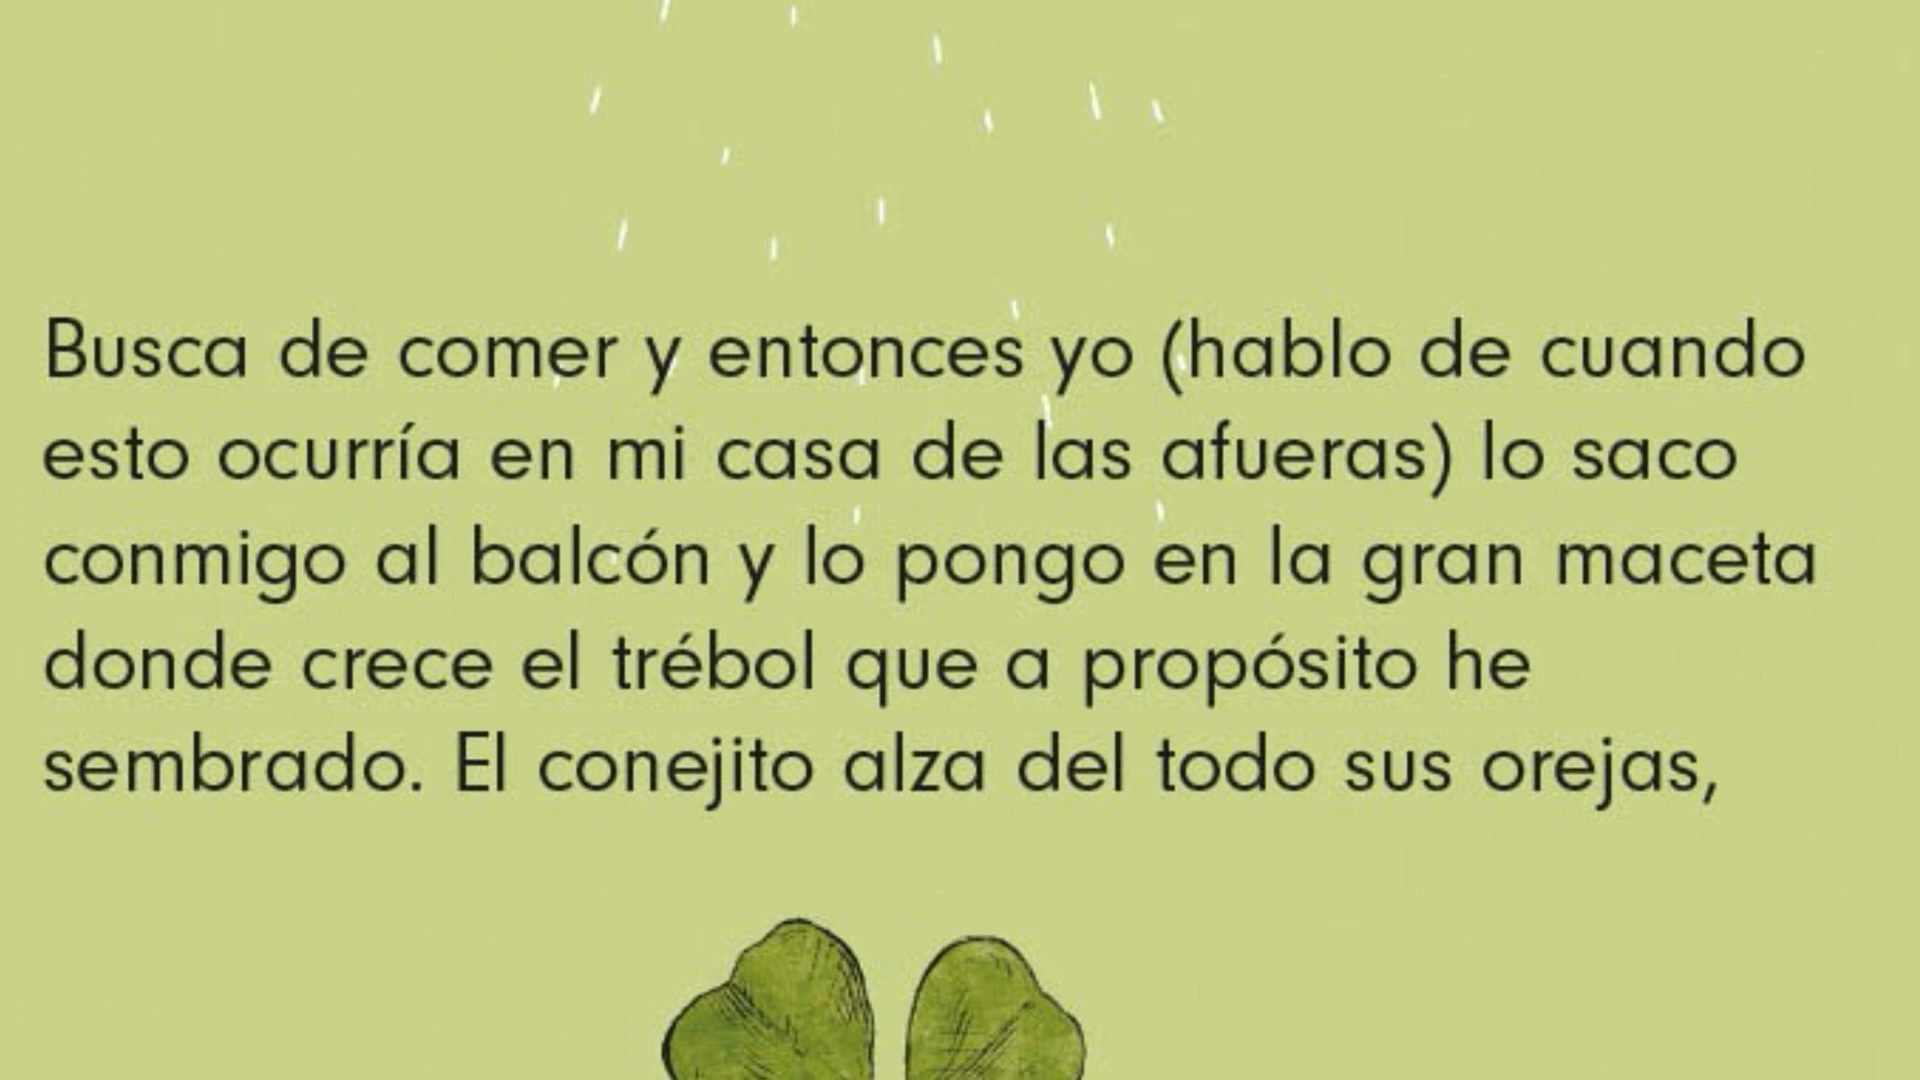 Busca de comer y entonces yo (hablo de cuando
esto ocurría en mi casa de las afueras) lo saco
conmigo al balcón y lo pongo en la gran maceta
donde crece el trébol que a propósito he
sembrado. El conejito alza del todo sus orejas,